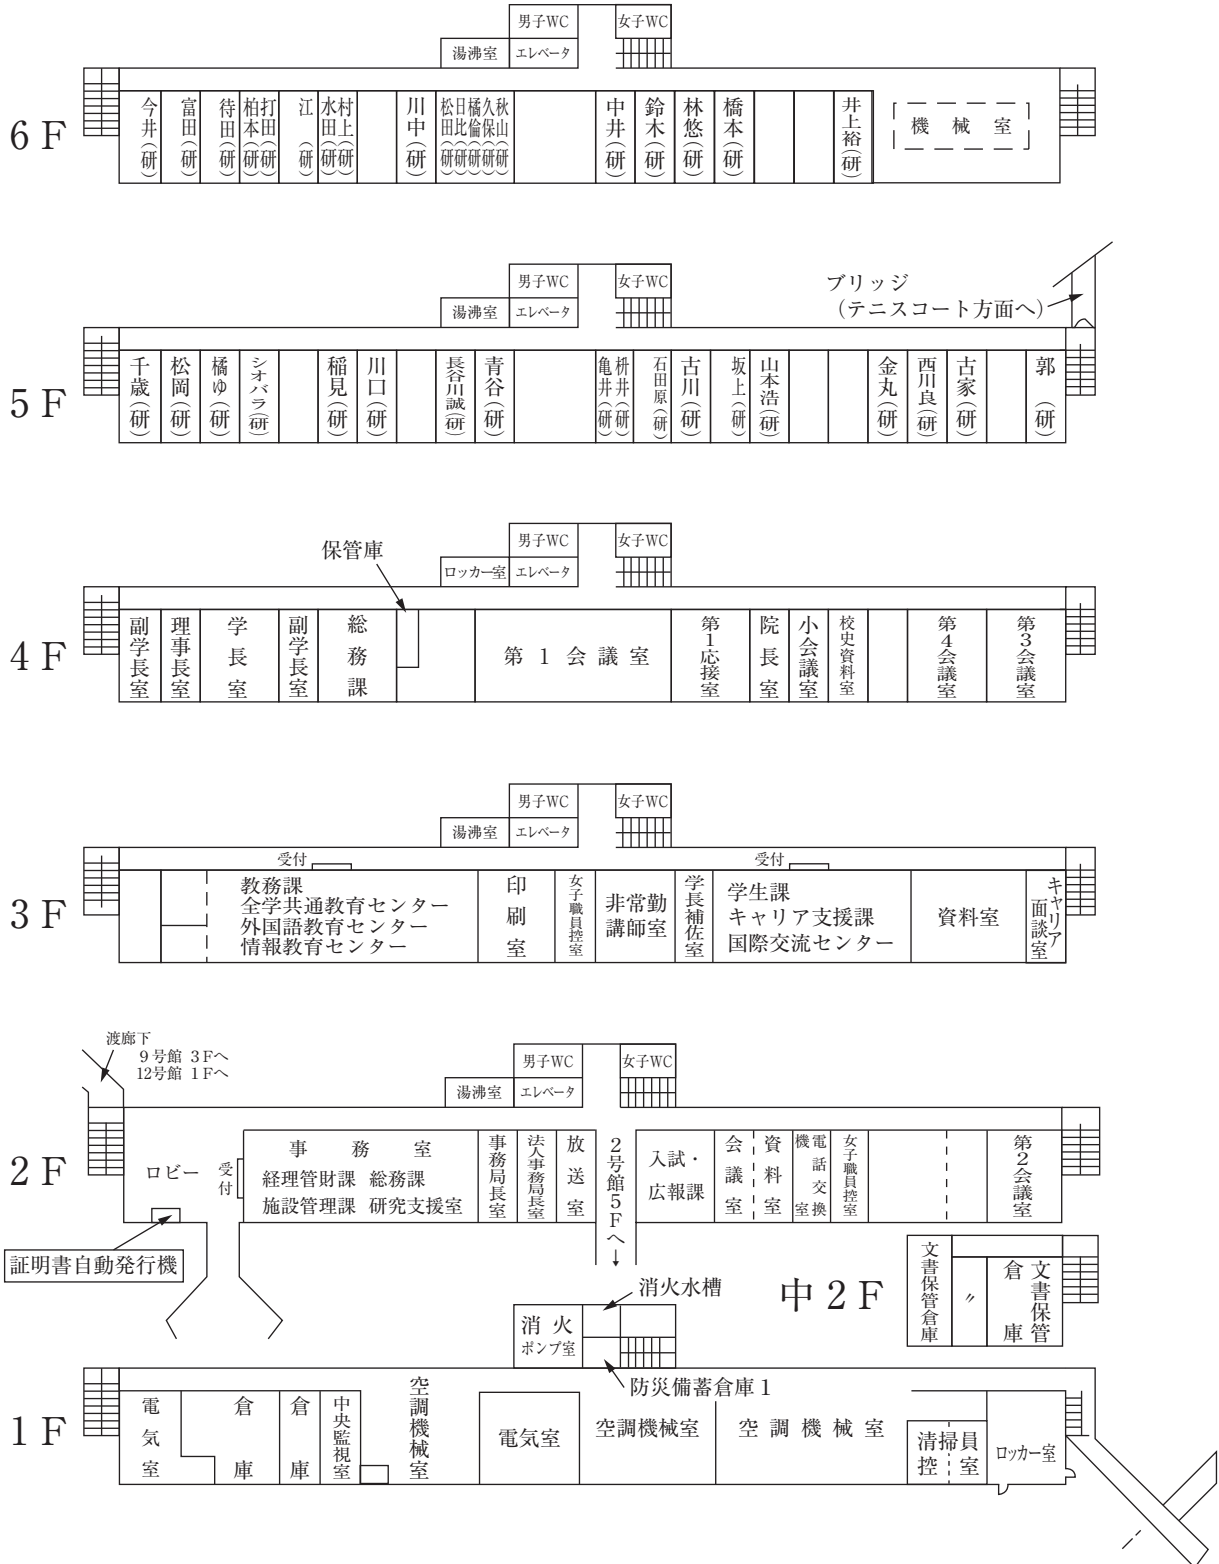 男子WC
女子WC
湯沸室
エレベータ
6F
今井(研)
富田(研)
待田(研)
柏本(研)
打田(研)
江(研)
水田(研)
村上(研)
川中(研)
松田(研)
日比(研)
橘倫(研)
久保(研)
秋山(研)
中井(研)
鈴木(研)
林悠(研)
橋本(研)
井上裕(研)
機械室
男子WC
女子WC
湯沸室
エレベータ
ブリッジ
(テニスコート方面へ)
5F
千歳(研)
松岡(研)
橘ゆ(研)
シオバラ(研)
稲見(研)
川口(研)
長谷川誠(研)
青谷(研)
亀井(研)
枡井(研)
石田原(研)
古川(研)
坂上(研)
山本浩(研)
金丸(研)
西川良(研)
古家(研)
郭(研)
保管庫
男子WC
女子WC
ロッカー室
エレベータ
4F
副学長室
理事長室
学長室
副学長室
総務課
第1会議室
第1応接室
院長室
小会議室
校史資料室
第4会議室
第3会議室
男子WC
女子WC
湯沸室
エレベータ
受付
受付
3F
教務課
全学共通教育センター
外国語教育センター
情報教育センター
印刷室
女子職員控室
非常勤
講師室
学長補佐室
学生課
キャリア支援課
国際交流センター
資料室
キャリア
面談室
渡廊下
9号館 3Fへ
12号館 1Fへ
男子WC
女子WC
湯沸室
エレベータ
2F
ロビー
受付
事務室
経理管財課 総務課
施設管理課 研究支援室
事務局長室
法人事務局長室
放送室
2号館5Fへ→
入試・
広報課
会議室
資料室
電話交換
機室
女子職員控室
第2会議室
証明書自動発行機
中2F
文書保管倉庫
〃
文書保管
倉庫
消火水槽
消火
ポンプ室
防災備蓄倉庫1
1F
電気室
倉庫
倉庫
中央監視室
空調機械室
電気室
空調機械室
空調機械室
清掃員
控室
ロッカー室